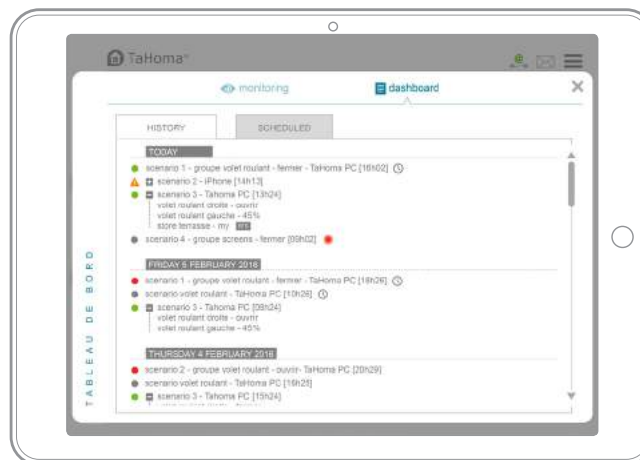 TaHoma
monitoring
dashboard
HISTORY
SCHEDULED
TODAY
scenario 1 - groupe volet roulant - fermer - TaHoma PC [16h02]
scenario 2 - iPhone [14h13]
scenario 3 - Tahoma PC [13h24]
volet roulant droite - ouvrir
volet roulant gauche - 45%
store terrasse - my
scenario 4 - groupe screens - fermer [09h02]
FRIDAY 5 FEBRUARY 2016
scenario 1 - groupe volet roulant - fermer - TaHoma PC [18h26]
scenario volet roulant - TaHoma PC [10h26]
scenario 3 - Tahoma PC [08h24]
volet roulant droite - ouvrir
volet roulant gauche - 45%
THURSDAY 4 FEBRUARY 2016
scenario 2 - groupe volet roulant - ouvrir- TaHoma PC [20h29]
scenario volet roulant - TaHoma PC [16h25]
scenario 3 - Tahoma PC [15h24]
TABLEAU DE BORD